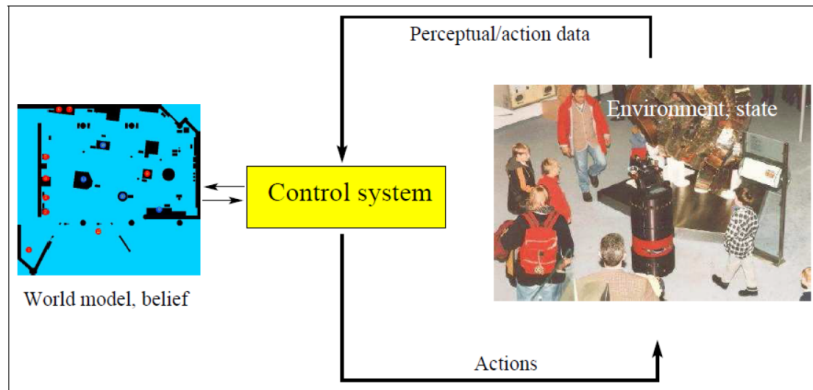 Perceptual/action data
Environment, state
Control system
World model, belief
Actions